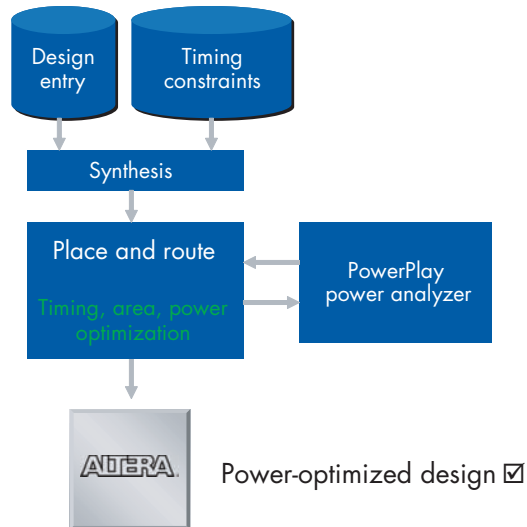 Design
entry
Timing
constraints
Synthesis
Place and route
Timing, area, power
optimization
PowerPlay
power analyzer
ALTERA.
Power-optimized design ☑